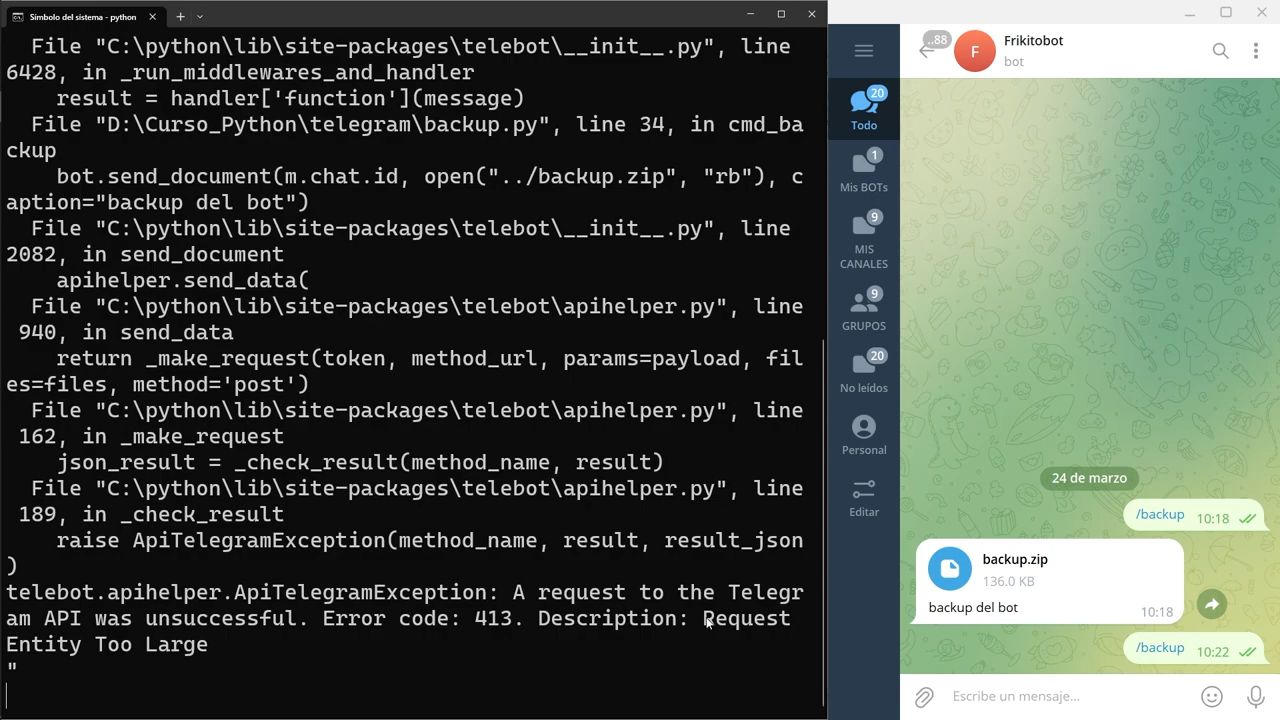 Símbolo del sistema - python
File "C:\python\lib\site-packages\telebot\__init__.py", line
6428, in _run_middlewares_and_handler
result = handler['function'](message)
File "D:\Curso_Python\telegram\backup.py", line 34, in cmd_ba
ckup
bot.send_document(m.chat.id, open("../backup.zip", "rb"), c
aption="backup del bot")
File "C:\python\lib\site-packages\telebot\__init__.py", line
2082, in send_document
apihelper.send_data(
File "C:\python\lib\site-packages\telebot\apihelper.py", line
940, in send_data
return _make_request(token, method_url, params=payload, fil
es=files, method='post')
File "C:\python\lib\site-packages\telebot\apihelper.py", line
162, in _make_request
json_result = _check_result(method_name, result)
File "C:\python\lib\site-packages\telebot\apihelper.py", line
189, in _check_result
raise ApiTelegramException(method_name, result, result_json
)
telebot.apihelper.ApiTelegramException: A request to the Telegr
am API was unsuccessful. Error code: 413. Description: Request
Entity Too Large
"
20
Todo
1
Mis BOTs
9
MIS
CANALES
9
GRUPOS
20
No leídos
Personal
Editar
..88
F
Frikitobot
bot
24 de marzo
/backup 10:18
backup.zip
136.0 KB
backup del bot 10:18
/backup 10:22
Escribe un mensaje...